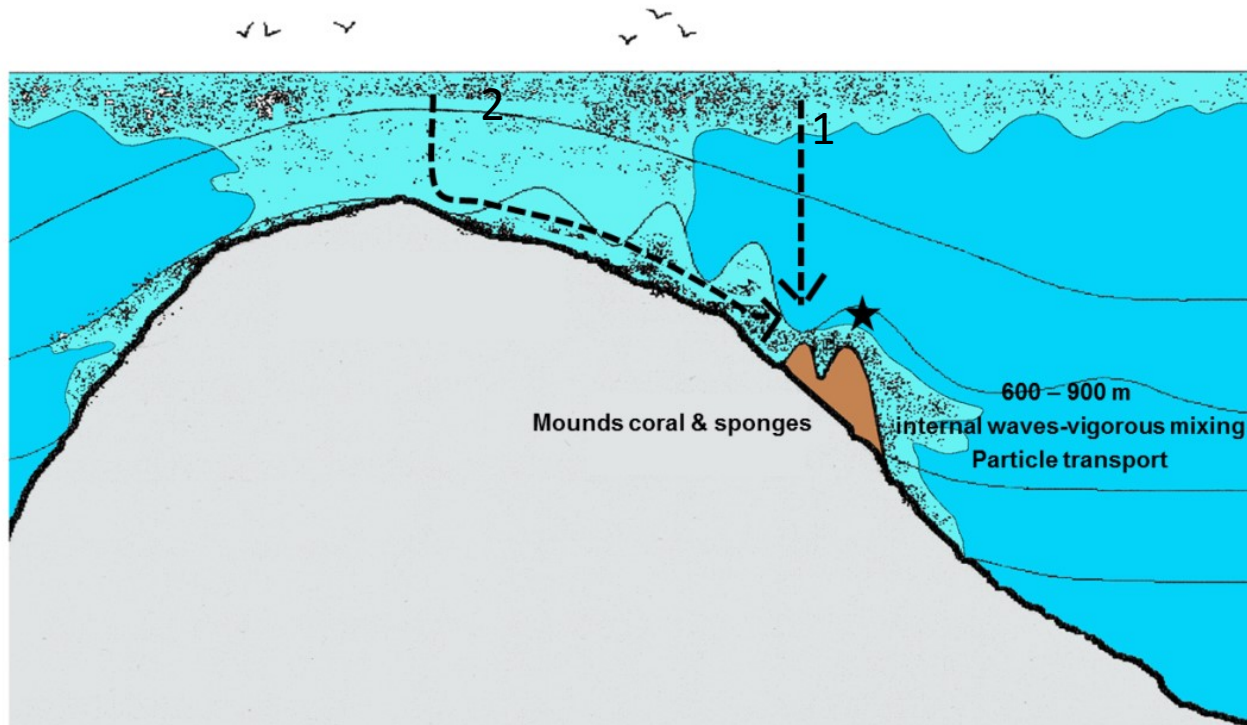 2
1
600 – 900 m
Mounds coral & sponges
internal waves-vigorous mixing
Particle transport